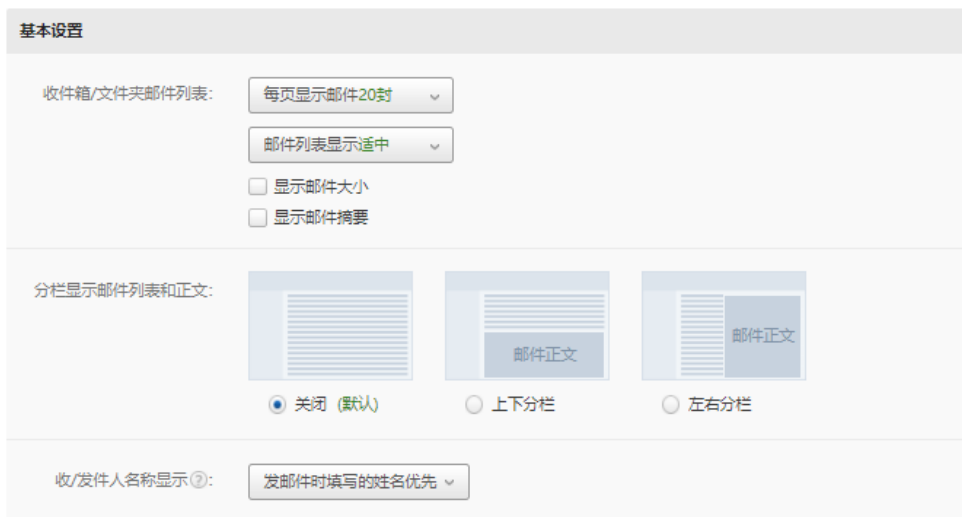 基本设置
收件箱/文件夹邮件列表:
每页显示邮件20封
邮件列表显示适中
显示邮件大小
显示邮件摘要
分栏显示邮件列表和正文:
邮件正文
邮件正文
关闭 (默认)
上下分栏
左右分栏
收/发件人名称显示?:
发邮件时填写的姓名优先